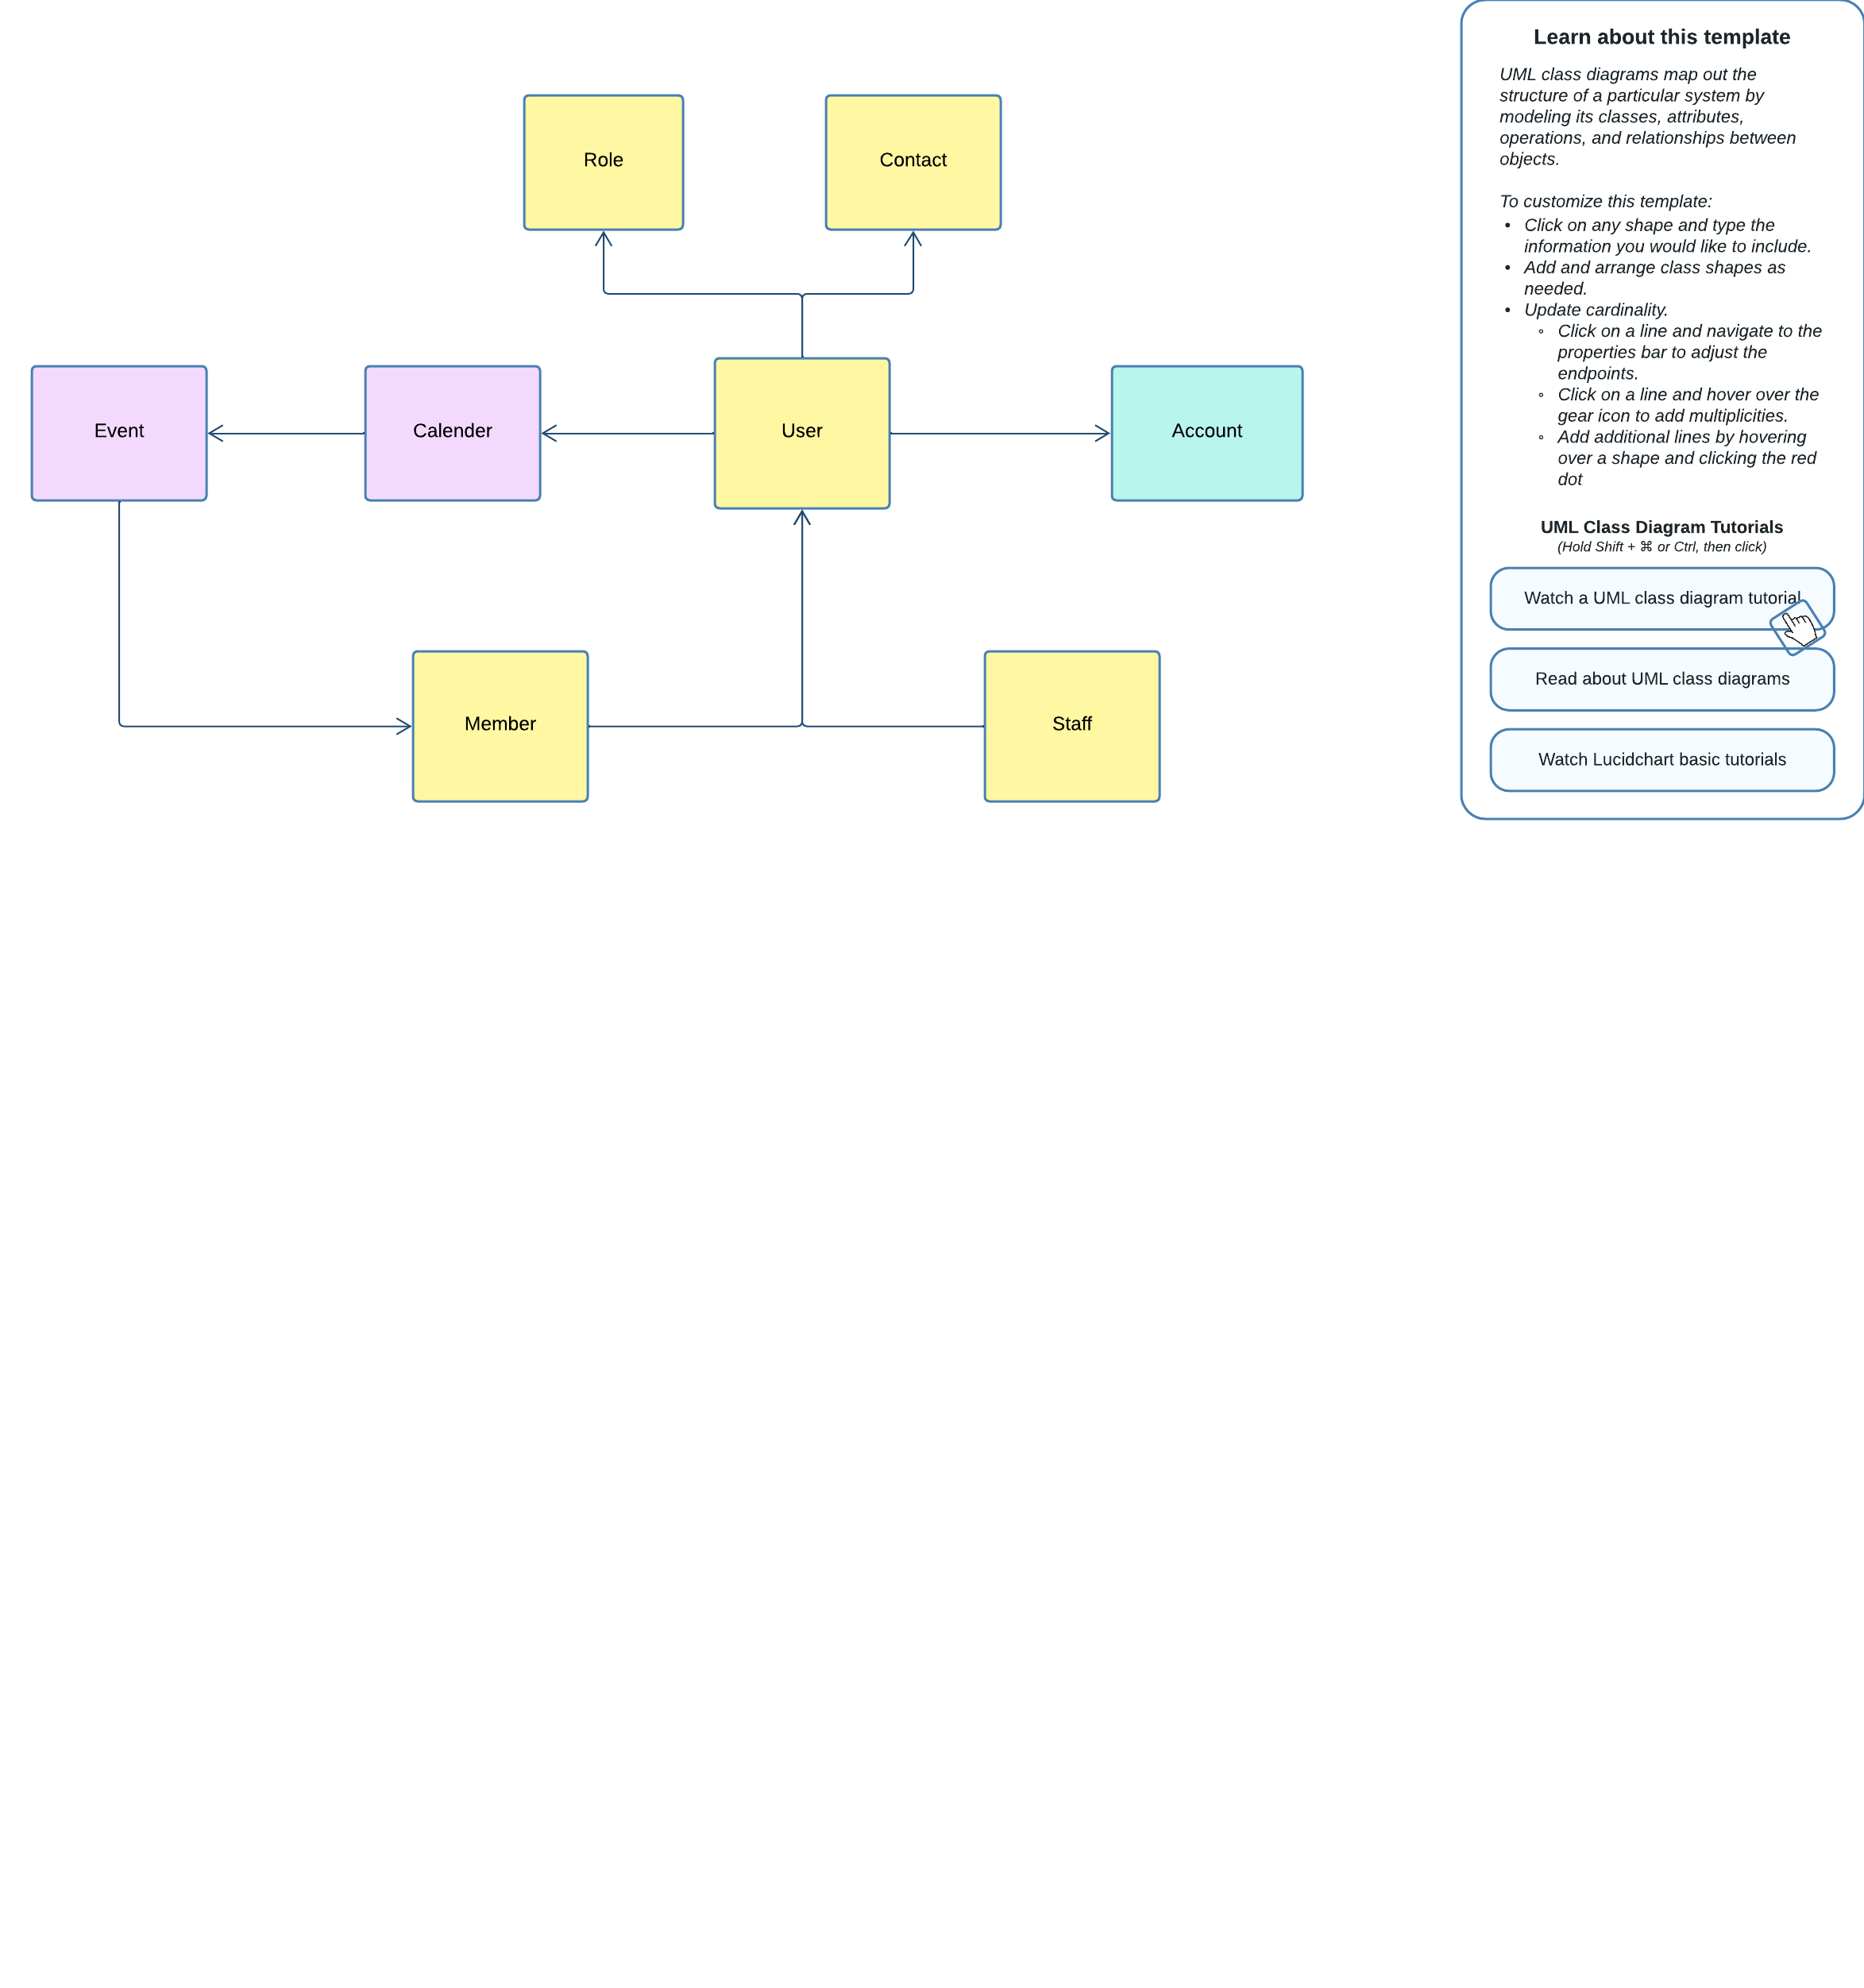 Role
Contact
Event
Calender
User
Account
Member
Staff
Learn about this template
UML class diagrams map out the
structure of a particular system by
modeling its classes, attributes,
operations, and relationships between
objects.
To customize this template:
• Click on any shape and type the
information you would like to include.
• Add and arrange class shapes as
needed.
• Update cardinality.
◦ Click on a line and navigate to the
properties bar to adjust the
endpoints.
◦ Click on a line and hover over the
gear icon to add multiplicities.
◦ Add additional lines by hovering
over a shape and clicking the red
dot
UML Class Diagram Tutorials
(Hold Shift + ⌘ or Ctrl, then click)
Watch a UML class diagram tutorial
Read about UML class diagrams
Watch Lucidchart basic tutorials